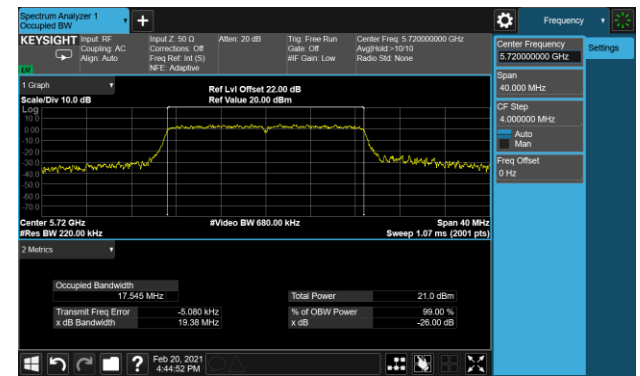 Spectrum Analyzer 1
Occupied BW
+
Frequency
KEYSIGHT Input: RF
Coupling: AC
Align: Auto
Input Z: 50 Ω
Corrections: Off
Freq Ref: Int (S)
NFE: Adaptive
Atten: 20 dB
Trig: Free Run
Gate: Off
#IF Gain: Low
Center Freq: 5.720000000 GHz
Avg|Hold:>10/10
Radio Std: None
Center Frequency
5.720000000 GHz
Settings
Span
40.000 MHz
CF Step
4.000000 MHz
Auto
Man
Freq Offset
0 Hz
1 Graph
Scale/Div 10.0 dB
Ref Lvl Offset 22.00 dB
Ref Value 20.00 dBm
Log
10.0
0.00
-10.0
-20.0
-30.0
-40.0
-50.0
-60.0
-70.0
Center 5.72 GHz
#Res BW 220.00 kHz
#Video BW 680.00 kHz
Span 40 MHz
Sweep 1.07 ms (2001 pts)
2 Metrics
Occupied Bandwidth
17.545 MHz
Total Power 21.0 dBm
Transmit Freq Error -5.080 kHz
% of OBW Power 99.00 %
x dB Bandwidth 19.38 MHz
x dB -26.00 dB
?
Feb 20, 2021
4:44:52 PM